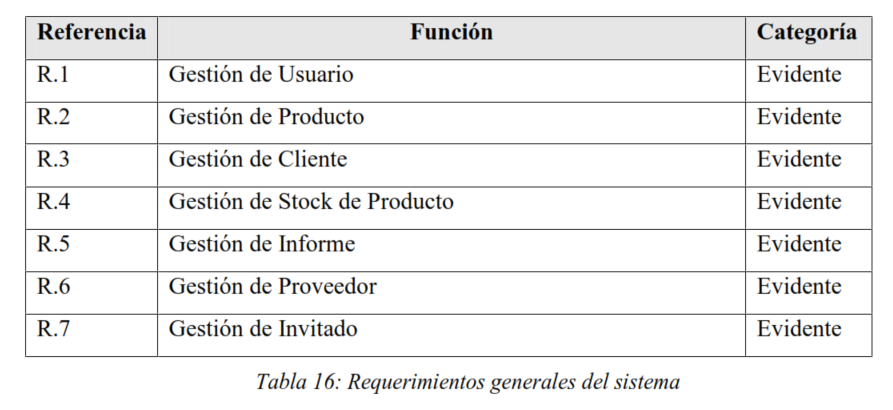 Referencia Función Categoría
R.1 Gestión de Usuario Evidente
R.2 Gestión de Producto Evidente
R.3 Gestión de Cliente Evidente
R.4 Gestión de Stock de Producto Evidente
R.5 Gestión de Informe Evidente
R.6 Gestión de Proveedor Evidente
R.7 Gestión de Invitado Evidente
Tabla 16: Requerimientos generales del sistema